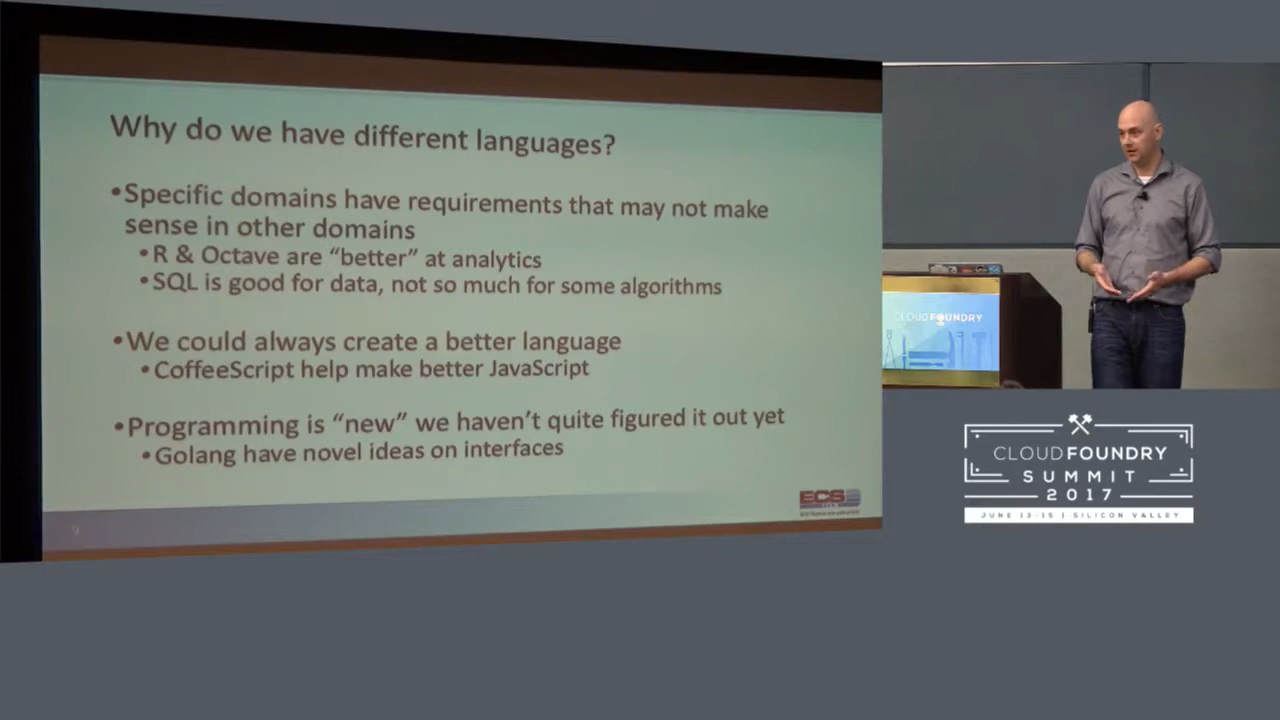 Why do we have different languages?
•Specific domains have requirements that may not make
sense in other domains
•R & Octave are “better” at analytics
•SQL is good for data, not so much for some algorithms
•We could always create a better language
•CoffeeScript help make better JavaScript
•Programming is “new” we haven’t quite figured it out yet
•Golang have novel ideas on interfaces
ECS
9
CLOUDFOUNDRY
CLOUDFOUNDRY
SUMMIT
2017
JUNE 13-15 | SILICON VALLEY